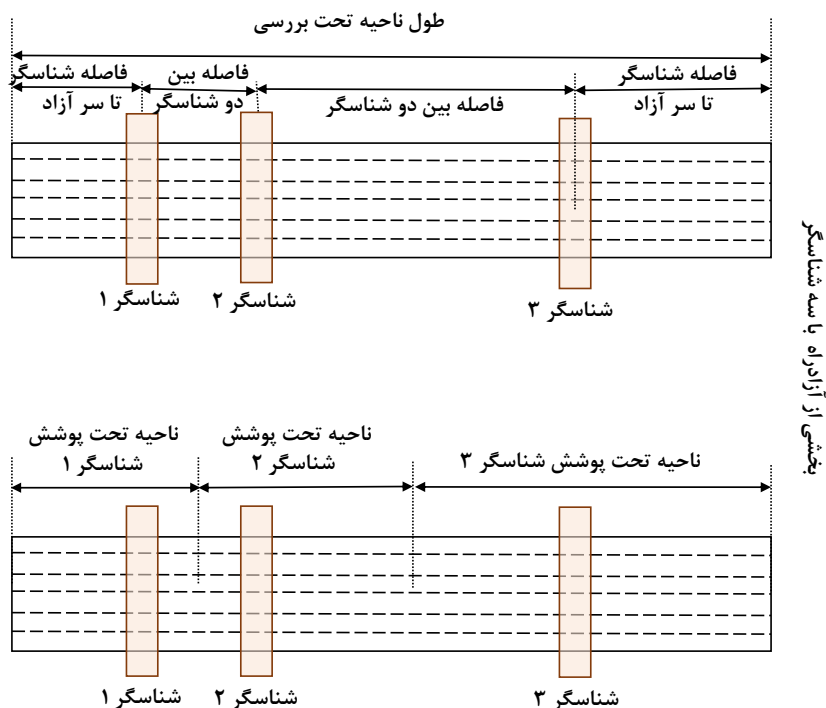 طول ناحیه تحت بررسی
فاصله شناسگر
تا سر آزاد
فاصله بین
دو شناسگر
فاصله بین دو شناسگر
فاصله شناسگر
تا سر آزاد
شناسگر ۱
شناسگر ۲
شناسگر ۳
بخشی از آزادراه با سه شناسگر
ناحیه تحت پوشش
شناسگر ۱
ناحیه تحت پوشش
شناسگر ۲
ناحیه تحت پوشش شناسگر ۳
شناسگر ۱
شناسگر ۲
شناسگر ۳